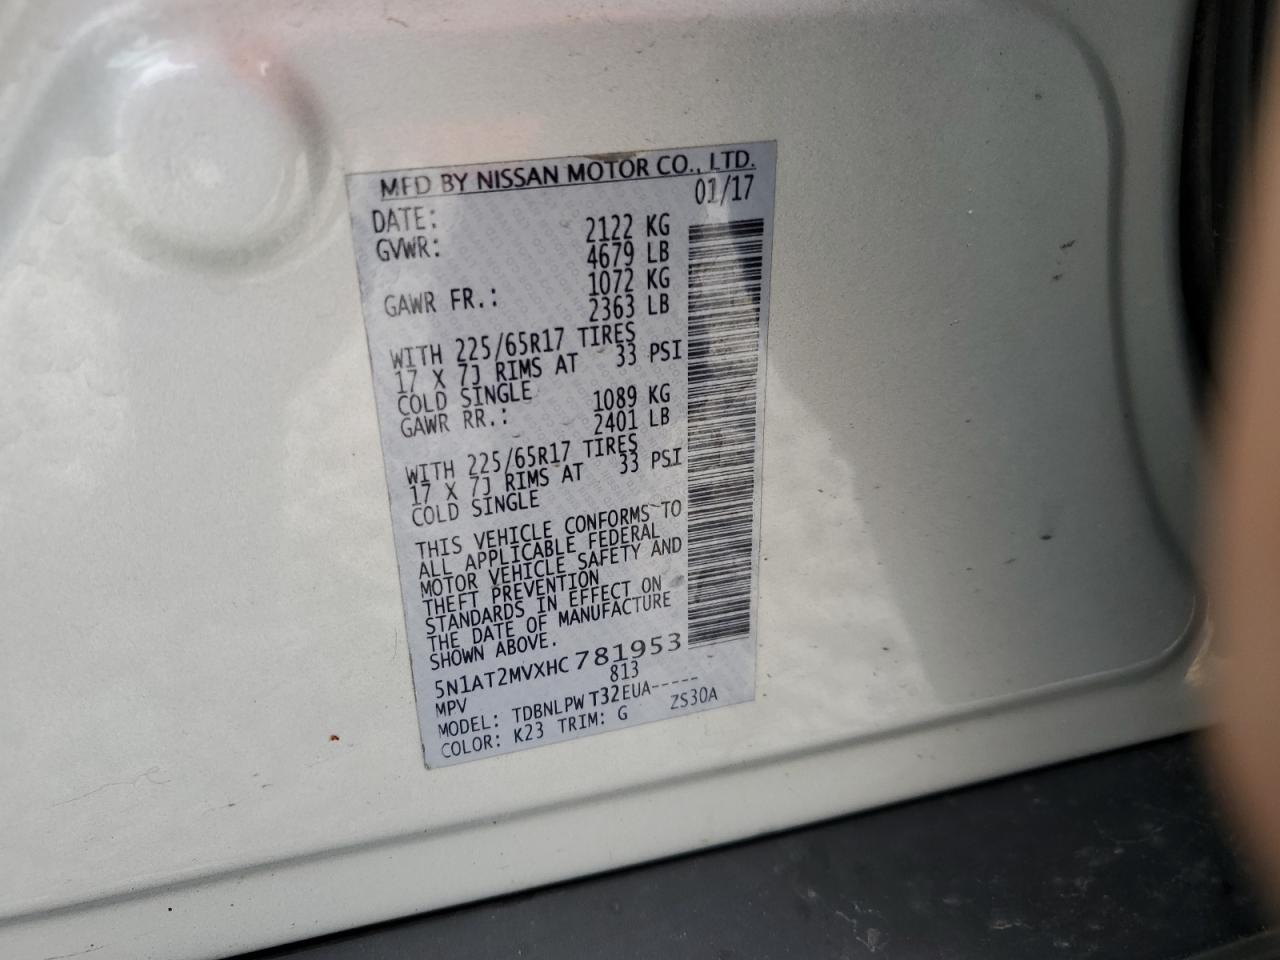 MFD BY NISSAN MOTOR CO., LTD.
DATE: 01/17
GVWR: 2122 KG
4679 LB
GAWR FR.: 1072 KG
2363 LB
WITH 225/65R17 TIRES
17 X 7J RIMS AT 33 PSI
COLD SINGLE
GAWR RR.: 1089 KG
2401 LB
WITH 225/65R17 TIRES
17 X 7J RIMS AT 33 PSI
COLD SINGLE
THIS VEHICLE CONFORMS TO
ALL APPLICABLE FEDERAL
MOTOR VEHICLE SAFETY AND
THEFT PREVENTION
STANDARDS IN EFFECT ON
THE DATE OF MANUFACTURE
SHOWN ABOVE.
5N1AT2MVXHC781953
MPV 813
MODEL: TDBNLPWT32EUA-----
COLOR: K23 TRIM: G ZS30A